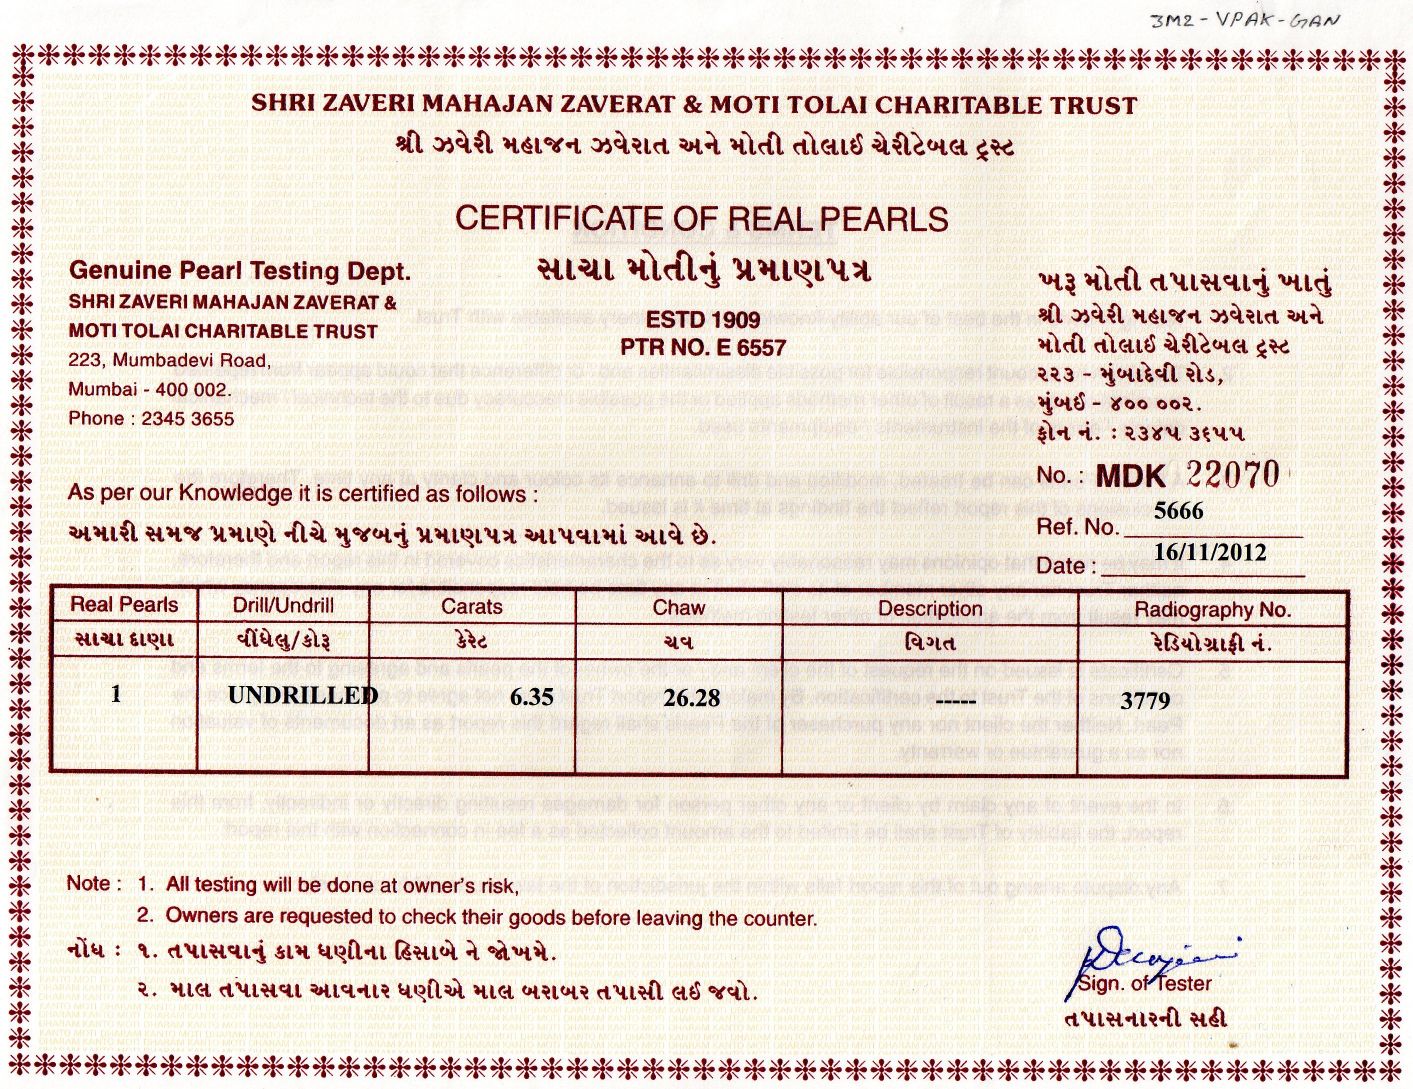 3M2-VPAK-GAN
SHRI ZAVERI MAHAJAN ZAVERAT & MOTI TOLAI CHARITABLE TRUST
શ્રી ઝવેરી મહાજન ઝવેરાત અને મોતી તોલાઈ ચેરીટેબલ ટ્રસ્ટ
CERTIFICATE OF REAL PEARLS
સાચા મોતીનું પ્રમાણપત્ર
ESTD 1909
PTR NO. E 6557
Genuine Pearl Testing Dept.
SHRI ZAVERI MAHAJAN ZAVERAT &
MOTI TOLAI CHARITABLE TRUST
223, Mumbadevi Road,
Mumbai - 400 002.
Phone : 2345 3655
ખરૂ મોતી તપાસવાનું ખાતું
શ્રી ઝવેરી મહાજન ઝવેરાત અને
મોતી તોલાઈ ચેરીટેબલ ટ્રસ્ટ
૨૨૩ - મુંબાદેવી રોડ,
મુંબઈ - ૪૦૦ ૦૦૨.
ફોન નં. : ૨૩૪૫ ૩૬૫૫
No. : MDK 22070
Ref. No. 5666
Date : 16/11/2012
As per our Knowledge it is certified as follows :
અમારી સમજ પ્રમાણે નીચે મુજબનું પ્રમાણપત્ર આપવામાં આવે છે.
Real Pearls Drill/Undrill Carats Chaw Description Radiography No.
સાચા દાણા વીંધેલુ/કોરૂ કેરેટ ચવ વિગત રેડિયોગ્રાફી નં.
1 UNDRILLED 6.35 26.28 ----- 3779
Note : 1. All testing will be done at owner's risk,
2. Owners are requested to check their goods before leaving the counter.
નોંધ : ૧. તપાસવાનું કામ ધણીના હિસાબે ને જોખમે.
૨. માલ તપાસવા આવનાર ધણીએ માલ બરાબર તપાસી લઈ જવો.
Sign. of Tester
તપાસનારની સહી